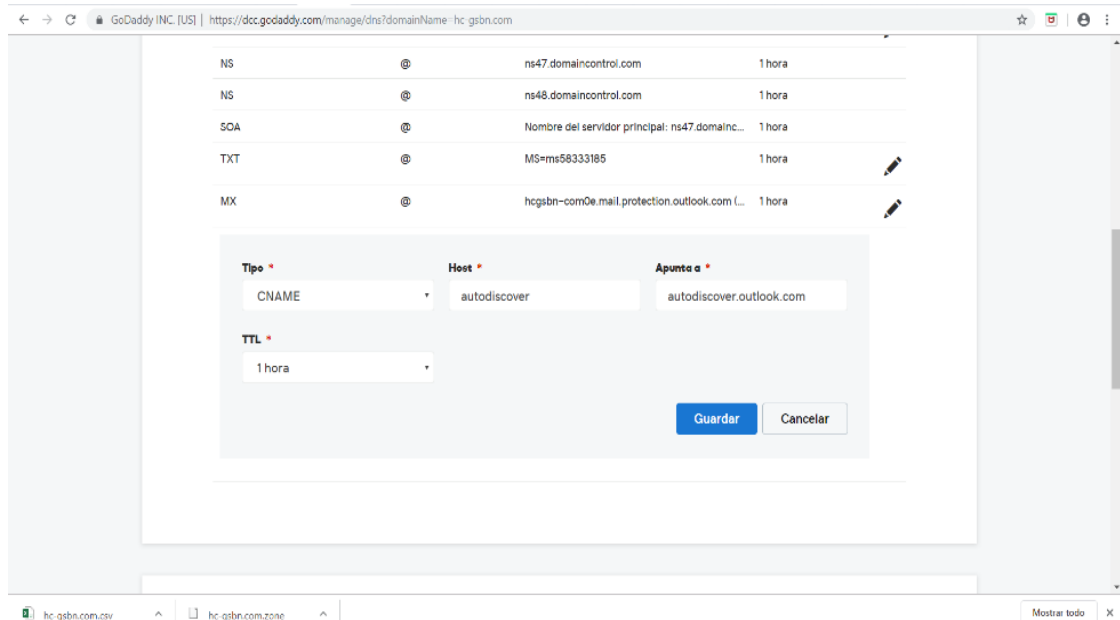 GoDaddy INC. [US] | https://dcc.godaddy.com/manage/dns?domainName=hc-gsbn.com
NS @ ns47.domaincontrol.com 1 hora
NS @ ns48.domaincontrol.com 1 hora
SOA @ Nombre del servidor principal: ns47.domainc... 1 hora
TXT @ MS=ms58333185 1 hora
MX @ hcgsbn-com0e.mail.protection.outlook.com (... 1 hora
Tipo * Host * Apunta a *
CNAME autodiscover autodiscover.outlook.com
TTL *
1 hora
Guardar Cancelar
hc-gsbn.com.csv hc-gsbn.com.zone Mostrar todo